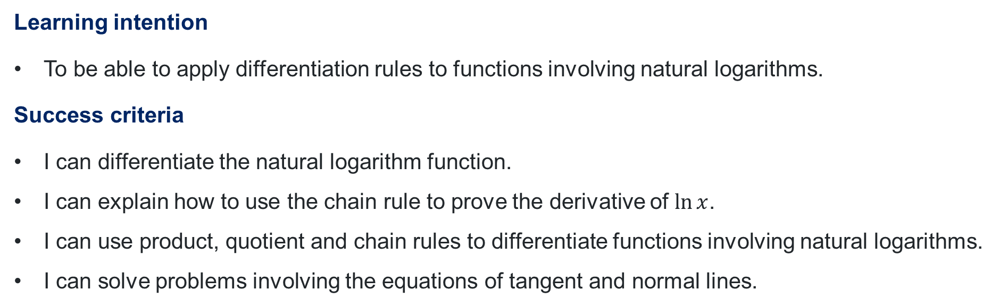 Learning intention
• To be able to apply differentiation rules to functions involving natural logarithms.
Success criteria
• I can differentiate the natural logarithm function.
• I can explain how to use the chain rule to prove the derivative of ln x.
• I can use product, quotient and chain rules to differentiate functions involving natural logarithms.
• I can solve problems involving the equations of tangent and normal lines.